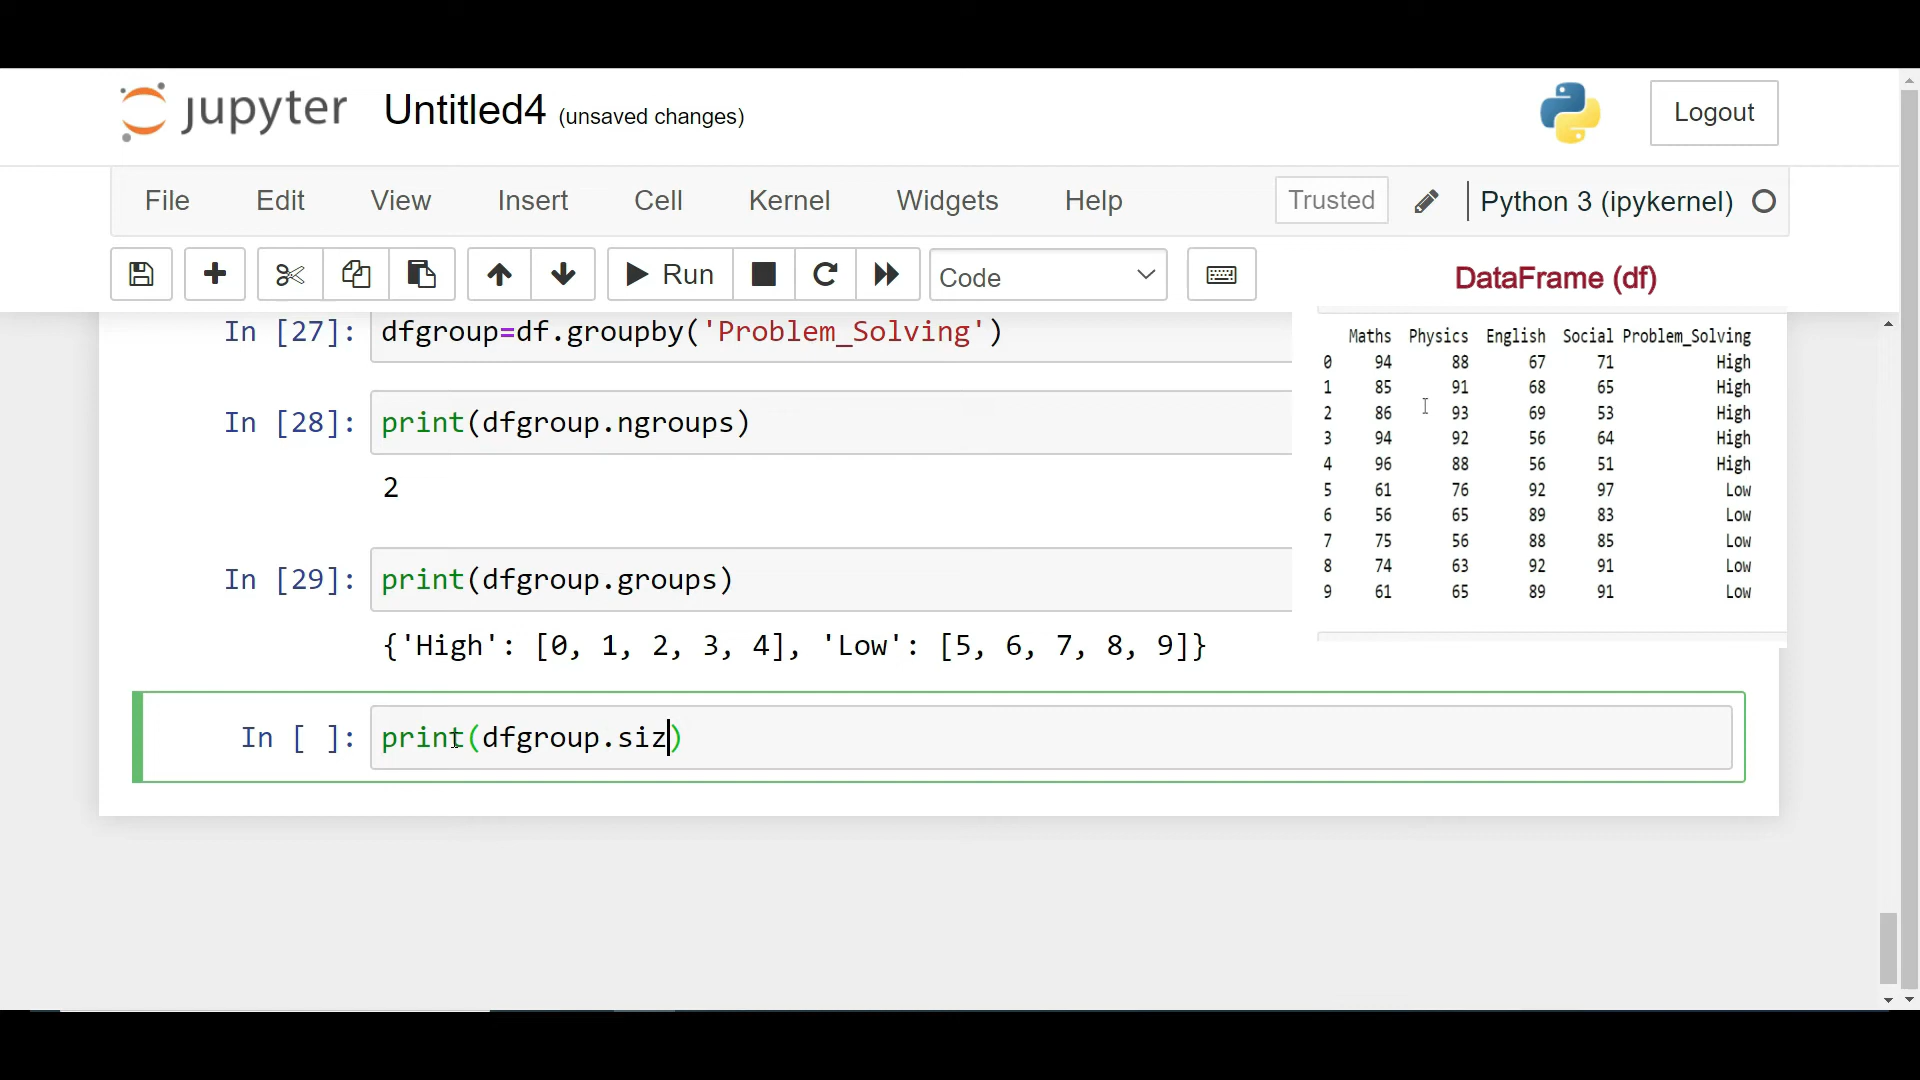 jupyter Untitled4 (unsaved changes)
Logout
File Edit View Insert Cell Kernel Widgets Help Trusted Python 3 (ipykernel)
Run Code
DataFrame (df)
In [27]: dfgroup=df.groupby('Problem_Solving')
In [28]: print(dfgroup.ngroups)
2
In [29]: print(dfgroup.groups)
{'High': [0, 1, 2, 3, 4], 'Low': [5, 6, 7, 8, 9]}
In [ ]: print(dfgroup.siz)
Maths Physics English Social Problem_Solving
0 94 88 67 71 High
1 85 91 68 65 High
2 86 93 69 53 High
3 94 92 56 64 High
4 96 88 56 51 High
5 61 76 92 97 Low
6 56 65 89 83 Low
7 75 56 88 85 Low
8 74 63 92 91 Low
9 61 65 89 91 Low